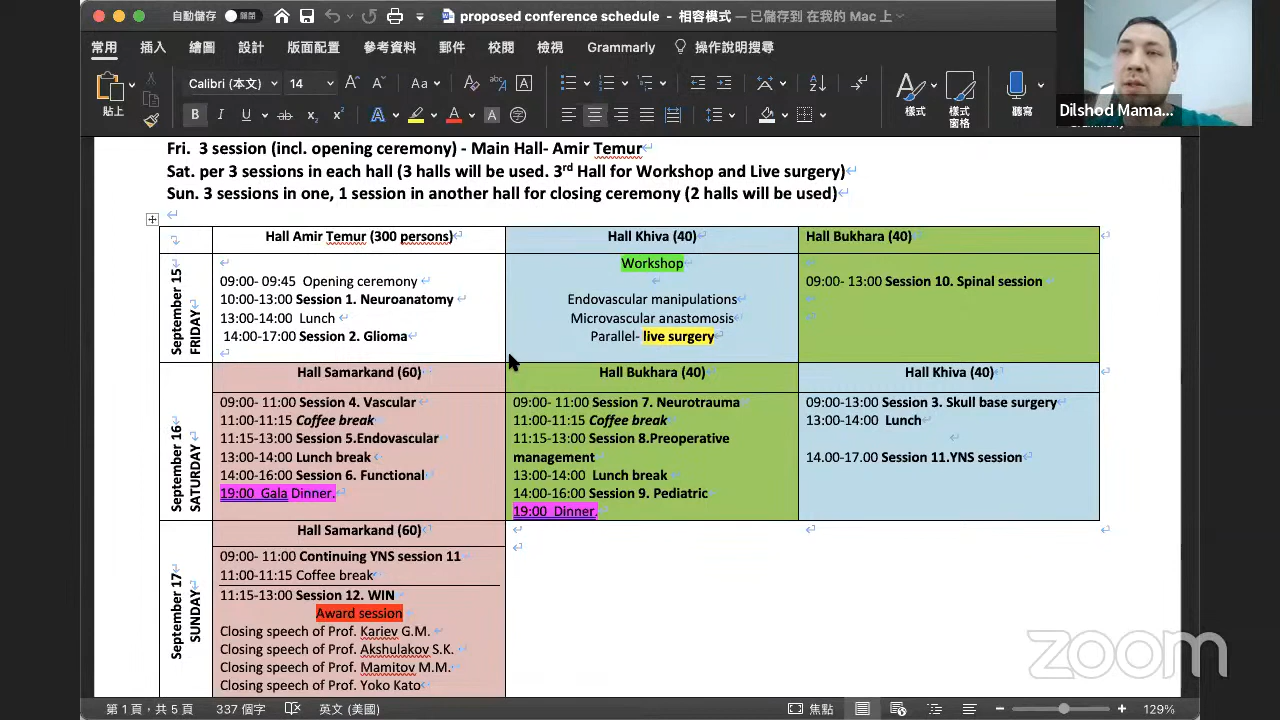 自動儲存 關閉 proposed conference schedule - 相容模式 — 已儲存到 在我的 Mac 上
常用 插入 繪圖 設計 版面配置 參考資料 郵件 校閱 檢視 Grammarly 操作說明搜尋
貼上 Calibri (本文) 14 樣式 樣式窗格 聽寫
Dilshod Mama...
Fri. 3 session (incl. opening ceremony) - Main Hall- Amir Temur
Sat. per 3 sessions in each hall (3 halls will be used. 3rd Hall for Workshop and Live surgery)
Sun. 3 sessions in one, 1 session in another hall for closing ceremony (2 halls will be used)
Hall Amir Temur (300 persons)
Hall Khiva (40)
Hall Bukhara (40)
September 15
FRIDAY
09:00- 09:45 Opening ceremony
10:00-13:00 Session 1. Neuroanatomy
13:00-14:00 Lunch
14:00-17:00 Session 2. Glioma
Workshop
Endovascular manipulations
Microvascular anastomosis
Parallel- live surgery
09:00- 13:00 Session 10. Spinal session
September 16
SATURDAY
Hall Samarkand (60)
Hall Bukhara (40)
Hall Khiva (40)
09:00- 11:00 Session 4. Vascular
11:00-11:15 Coffee break
11:15-13:00 Session 5.Endovascular
13:00-14:00 Lunch break
14:00-16:00 Session 6. Functional
19:00 Gala Dinner.
09:00- 11:00 Session 7. Neurotrauma
11:00-11:15 Coffee break
11:15-13:00 Session 8.Preoperative
management
13:00-14:00 Lunch break
14:00-16:00 Session 9. Pediatric
19:00 Dinner.
09:00-13:00 Session 3. Skull base surgery
13:00-14:00 Lunch
14.00-17.00 Session 11.YNS session
September 17
SUNDAY
Hall Samarkand (60)
09:00- 11:00 Continuing YNS session 11
11:00-11:15 Coffee break
11:15-13:00 Session 12. WIN
Award session
Closing speech of Prof. Kariev G.M.
Closing speech of Prof. Akshulakov S.K.
Closing speech of Prof. Mamitov M.M.
Closing speech of Prof. Yoko Kato
zoom
第 1 頁，共 5 頁 337 個字 英文 (美國) 焦點 129%